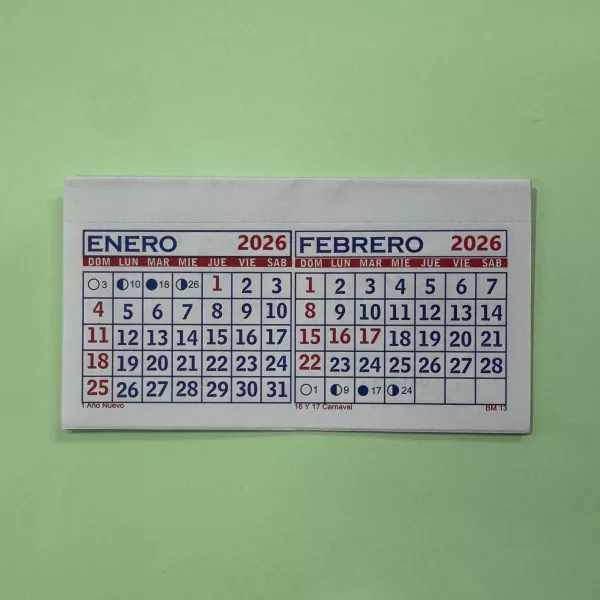 ENERO 2026
DOM LUN MAR MIE JUE VIE SAB
3 10 18 26 1 2 3
4 5 6 7 8 9 10
11 12 13 14 15 16 17
18 19 20 21 22 23 24
25 26 27 28 29 30 31
1 Año Nuevo
FEBRERO 2026
DOM LUN MAR MIE JUE VIE SAB
1 2 3 4 5 6 7
8 9 10 11 12 13 14
15 16 17 18 19 20 21
22 23 24 25 26 27 28
1 9 17 24
16 Y 17 Carnaval
BM 13